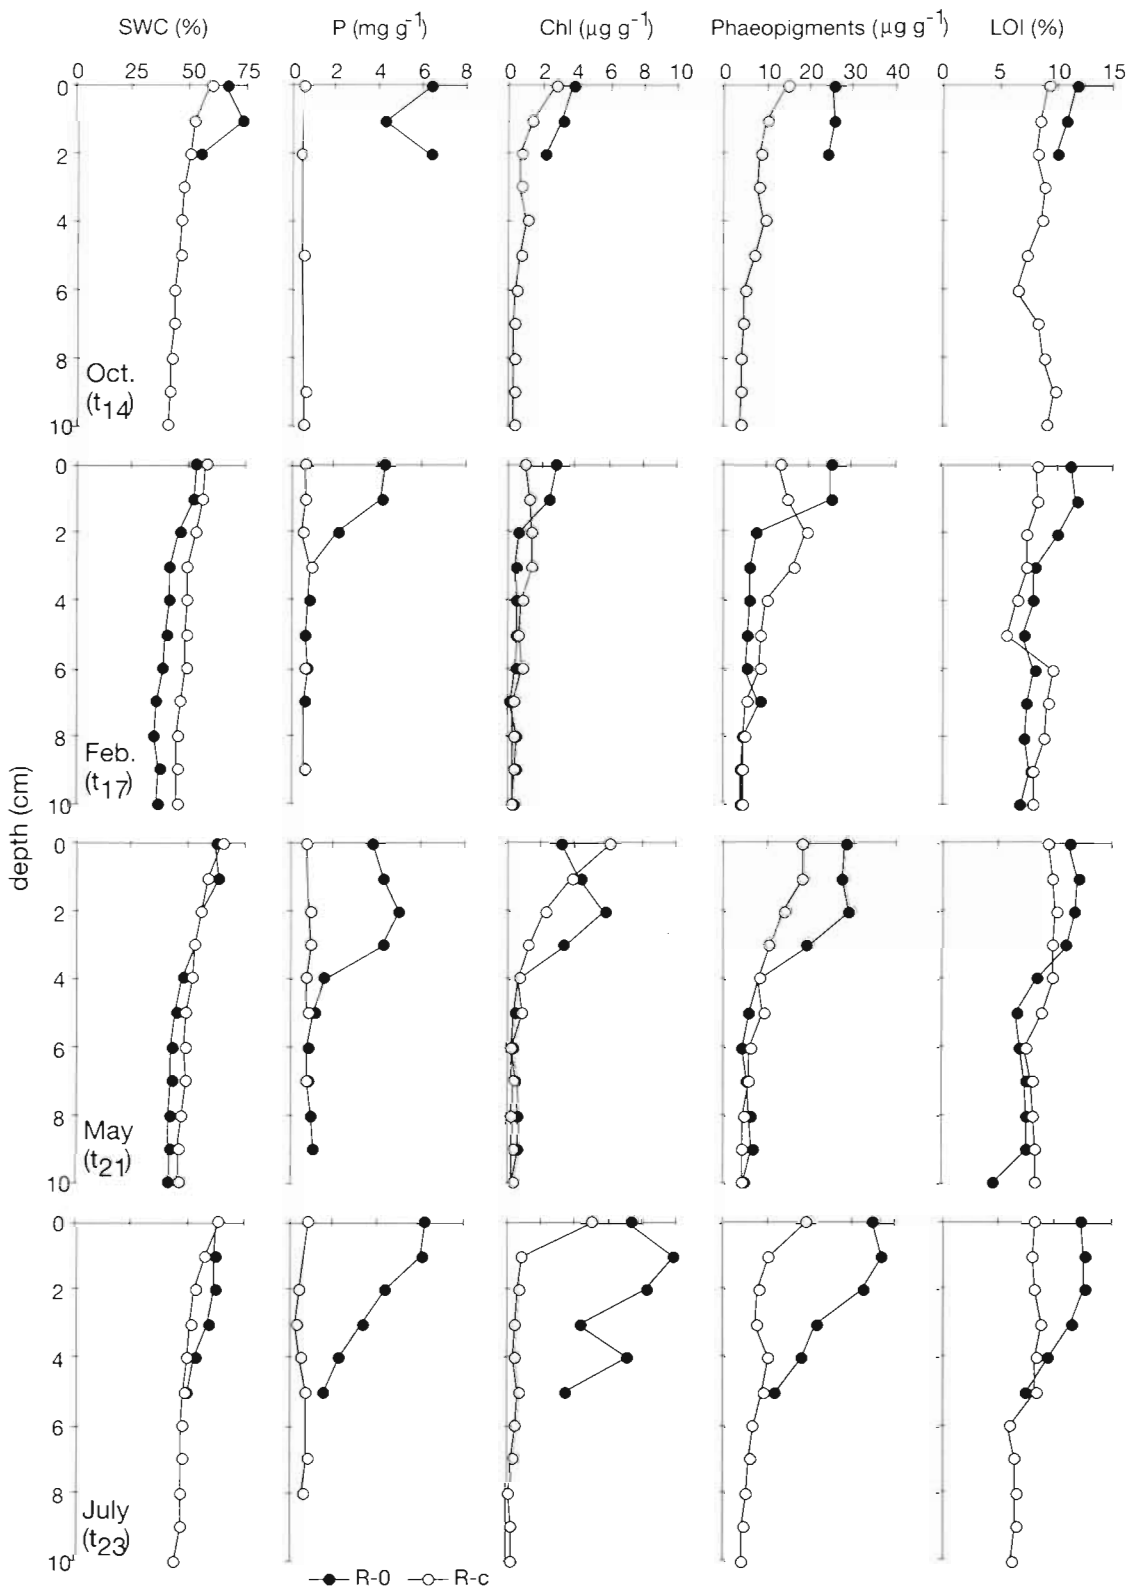 SWC (%) P (mg g⁻¹) Chl (μg g⁻¹) Phaeopigments (μg g⁻¹) LOI (%)
0 25 50 75 0 2 4 6 8 0 2 4 6 8 10 0 10 20 30 40 0 5 10 15
0
2
4
6
8
10
Oct.
(t14)
0
2
4
6
8
10
Feb.
(t17)
depth (cm)
0
2
4
6
8
10
May
(t21)
0
2
4
6
8
10
July
(t23)
R-0 R-c